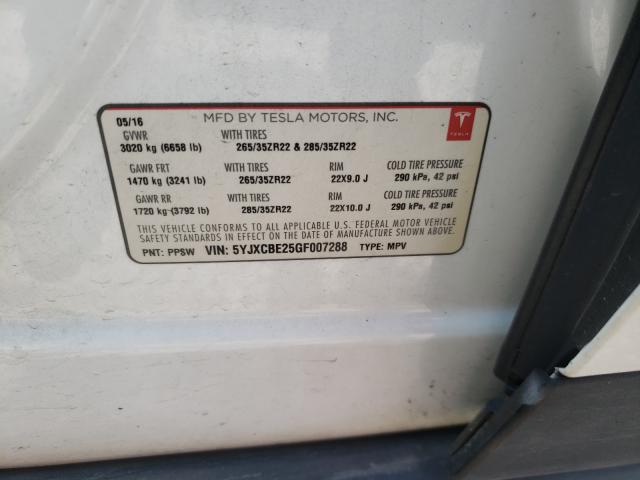 05/16 MFD BY TESLA MOTORS, INC.
GVWR WITH TIRES TESLA
3020 kg (6658 lb) 265/35ZR22 & 285/35ZR22
GAWR FRT WITH TIRES RIM COLD TIRE PRESSURE
1470 kg (3241 lb) 265/35ZR22 22X9.0 J 290 kPa, 42 psi
GAWR RR WITH TIRES RIM COLD TIRE PRESSURE
1720 kg (3792 lb) 285/35ZR22 22X10.0 J 290 kPa, 42 psi
THIS VEHICLE CONFORMS TO ALL APPLICABLE U.S. FEDERAL MOTOR VEHICLE
SAFETY STANDARDS IN EFFECT ON THE DATE OF MANUFACTURE SHOWN ABOVE.
PNT: PPSW VIN: 5YJXCBE25GF007288 TYPE: MPV